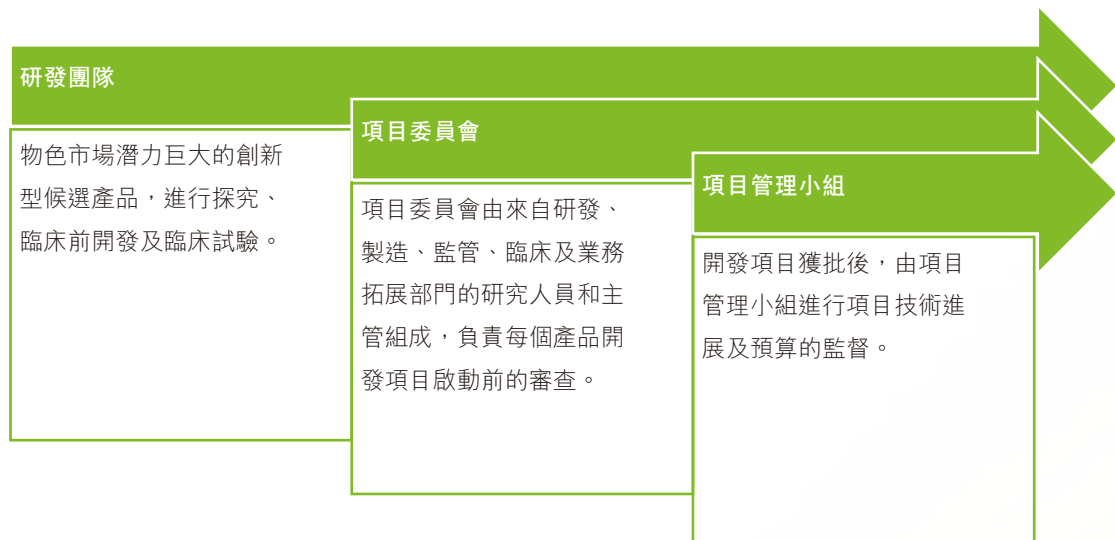 研發團隊
物色市場潛力巨大的創新
型候選產品，進行探究、
臨床前開發及臨床試驗。
項目委員會
項目委員會由來自研發、
製造、監管、臨床及業務
拓展部門的研究人員和主
管組成，負責每個產品開
發項目啟動前的審查。
項目管理小組
開發項目獲批後，由項目
管理小組進行項目技術進
展及預算的監督。